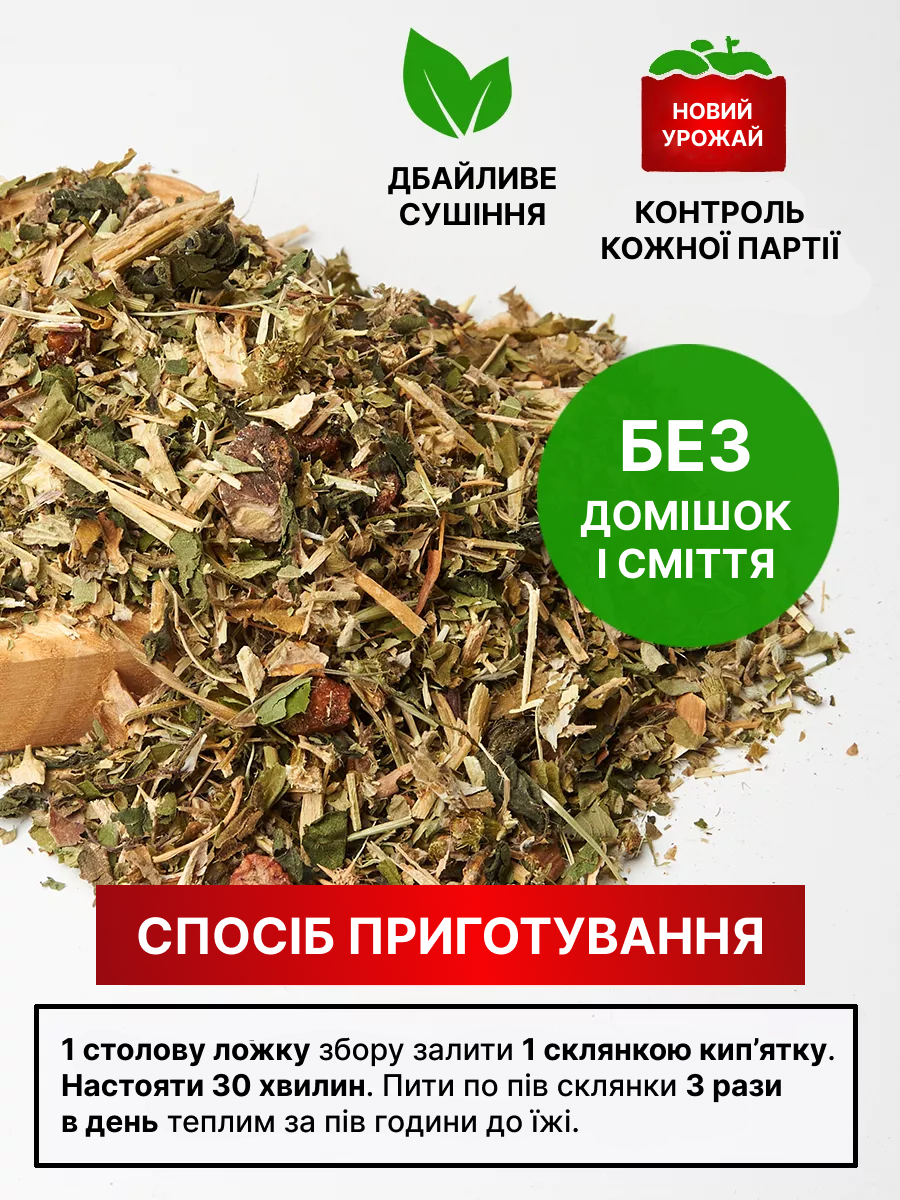 ДБАЙЛИВЕ
СУШІННЯ
НОВИЙ
УРОЖАЙ
КОНТРОЛЬ
КОЖНОЇ ПАРТІЇ
БЕЗ
ДОМІШОК
І СМІТТЯ
СПОСІБ ПРИГОТУВАННЯ
1 столову ложку збору залити 1 склянкою кип’ятку.
Настояти 30 хвилин. Пити по пів склянки 3 рази
в день теплим за пів години до їжі.